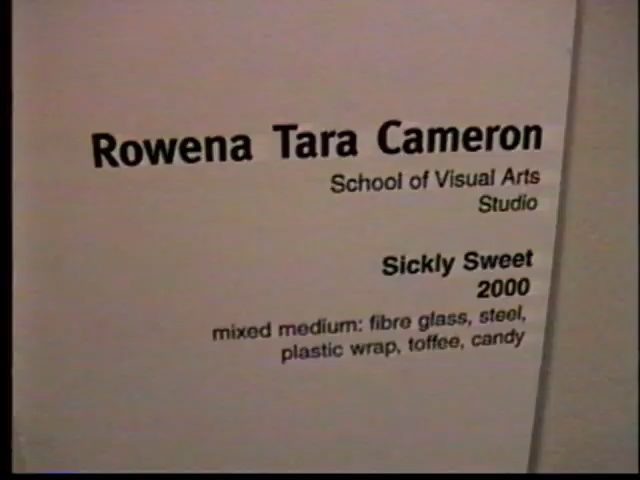 Rowena Tara Cameron
School of Visual Arts
Studio
Sickly Sweet
2000
mixed medium: fibre glass, steel,
plastic wrap, toffee, candy